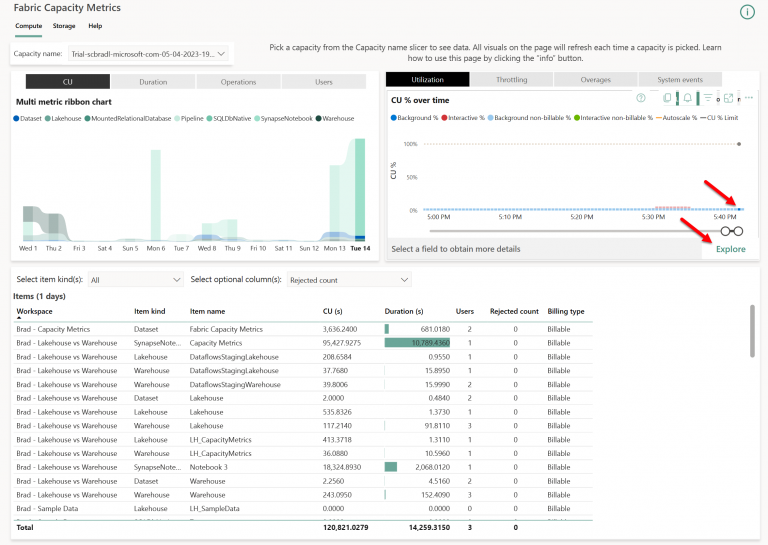 Fabric Capacity Metrics
Compute Storage Help
Capacity name: Trial-scbradl-microsoft-com-05-04-2023-19...
Pick a capacity from the Capacity name slicer to see data. All visuals on the page will refresh each time a capacity is picked. Learn
how to use this page by clicking the "info" button.
CU Duration Operations Users
Multi metric ribbon chart
Dataset Lakehouse MountedRelationalDatabase Pipeline SQLDbNative SynapseNotebook Warehouse
Wed 1 Thu 2 Fri 3 Sat 4 Sun 5 Mon 6 Tue 7 Wed 8 Thu 9 Fri 10 Sat 11 Sun 12 Mon 13 Tue 14
Utilization Throttling Overages System events
CU % over time
Background % Interactive % Background non-billable % Interactive non-billable % Autoscale % CU % Limit
100%
CU %
50%
0%
5:00 PM 5:10 PM 5:20 PM 5:30 PM 5:40 PM
Select a field to obtain more details Explore
Select item kind(s): All Select optional column(s): Rejected count
Items (1 days)
Workspace Item kind Item name CU (s) Duration (s) Users Rejected count Billing type
Brad - Capacity Metrics Dataset Fabric Capacity Metrics 3,636.2400 681.0180 2 0 Billable
Brad - Lakehouse vs Warehouse SynapseNote... Capacity Metrics 95,427.9275 10,789.4360 1 0 Billable
Brad - Lakehouse vs Warehouse Lakehouse DataflowsStagingLakehouse 208.6584 0.9550 1 0 Billable
Brad - Lakehouse vs Warehouse Warehouse DataflowsStagingLakehouse 37.7680 15.8950 1 0 Billable
Brad - Lakehouse vs Warehouse Warehouse DataflowsStagingWarehouse 39.8006 15.9990 2 0 Billable
Brad - Lakehouse vs Warehouse Dataset Lakehouse 2.0000 0.4840 2 0 Billable
Brad - Lakehouse vs Warehouse Lakehouse Lakehouse 535.8326 1.3730 1 0 Billable
Brad - Lakehouse vs Warehouse Warehouse Lakehouse 117.2140 91.8110 3 0 Billable
Brad - Lakehouse vs Warehouse Lakehouse LH_CapacityMetrics 413.3718 1.3110 1 0 Billable
Brad - Lakehouse vs Warehouse Warehouse LH_CapacityMetrics 36.0880 10.5960 1 0 Billable
Brad - Lakehouse vs Warehouse SynapseNote... Notebook 3 18,324.8930 2,068.0120 1 0 Billable
Brad - Lakehouse vs Warehouse Dataset Warehouse 2.2560 4.5160 2 0 Billable
Brad - Lakehouse vs Warehouse Warehouse Warehouse 243.0950 152.4090 3 0 Billable
Brad - Sample Data Lakehouse LH_SampleData 0.0000 0.0000 0 0 Billable
Total 120,821.0279 14,259.3150 3 0